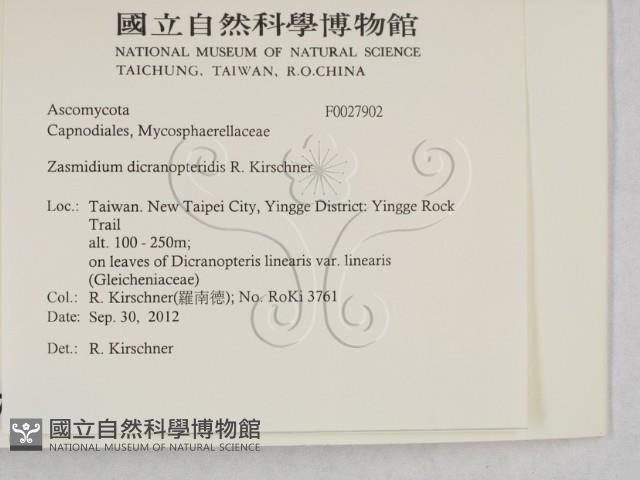 國立自然科學博物館
NATIONAL MUSEUM OF NATURAL SCIENCE
TAICHUNG, TAIWAN, R.O.CHINA
Ascomycota F0027902
Capnodiales, Mycosphaerellaceae
Zasmidium dicranopteridis R. Kirschner
Loc.: Taiwan. New Taipei City, Yingge District: Yingge Rock
Trail
alt. 100 - 250m;
on leaves of Dicranopteris linearis var. linearis
(Gleicheniaceae)
Col.: R. Kirschner(羅南德); No. RoKi 3761
Date: Sep. 30, 2012
Det.: R. Kirschner
國立自然科學博物館
NATIONAL MUSEUM OF NATURAL SCIENCE